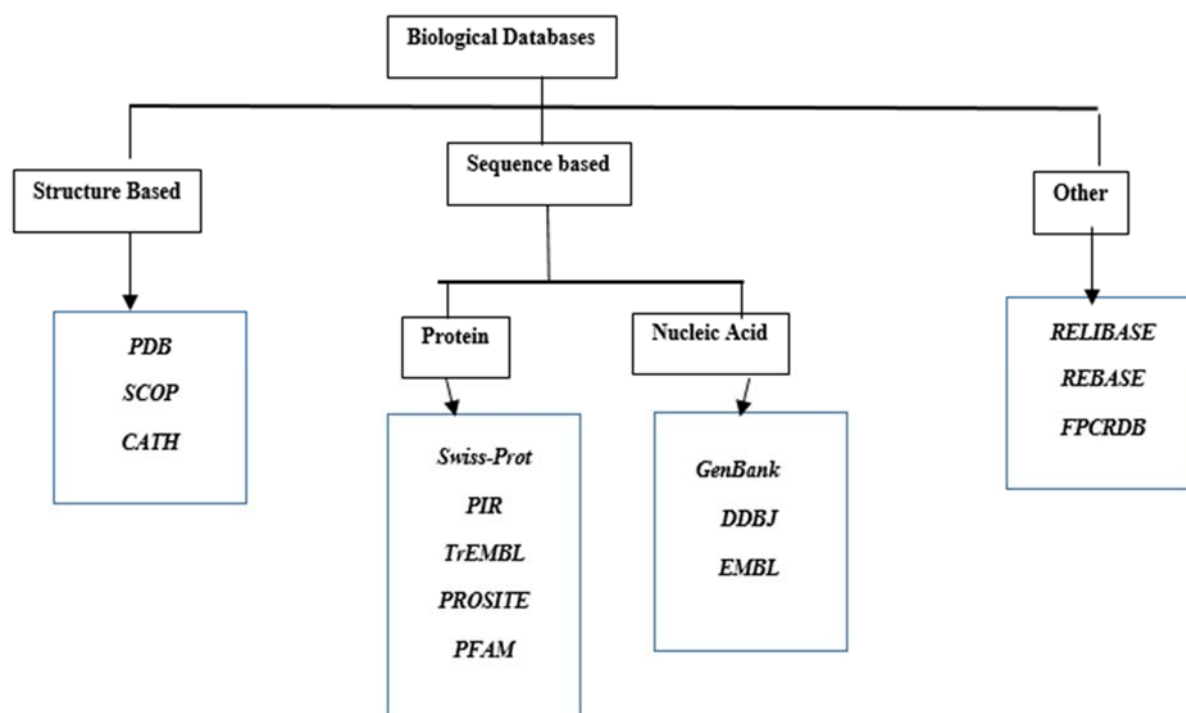 Biological Databases
Structure Based
Sequence based
Other
Protein
Nucleic Acid
PDB
SCOP
CATH
Swiss-Prot
PIR
TrEMBL
PROSITE
PFAM
GenBank
DDBJ
EMBL
RELIBASE
REBASE
FPCRDB